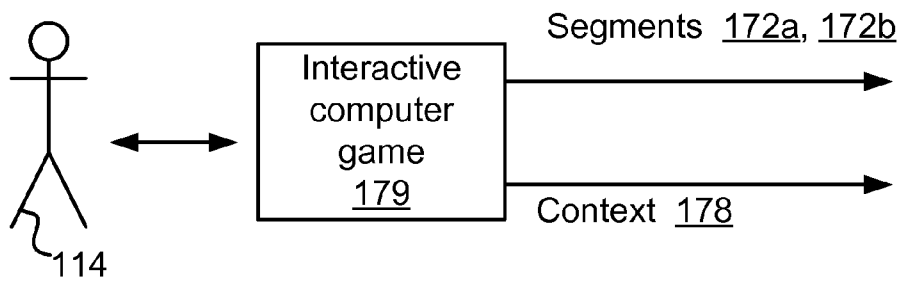 Segments 172a, 172b
Interactive
computer
game
179
Context 178
114